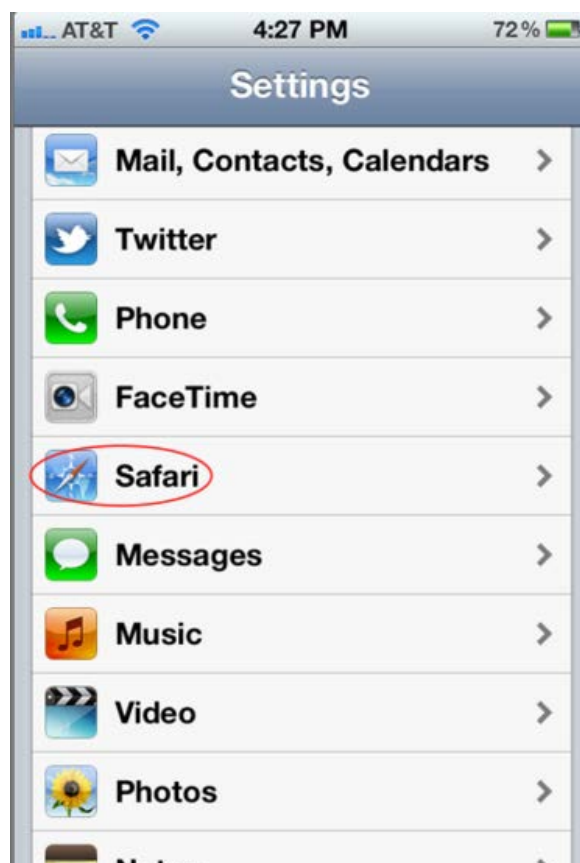 AT&T 4:27 PM 72%
Settings
Mail, Contacts, Calendars
Twitter
Phone
FaceTime
Safari
Messages
Music
Video
Photos